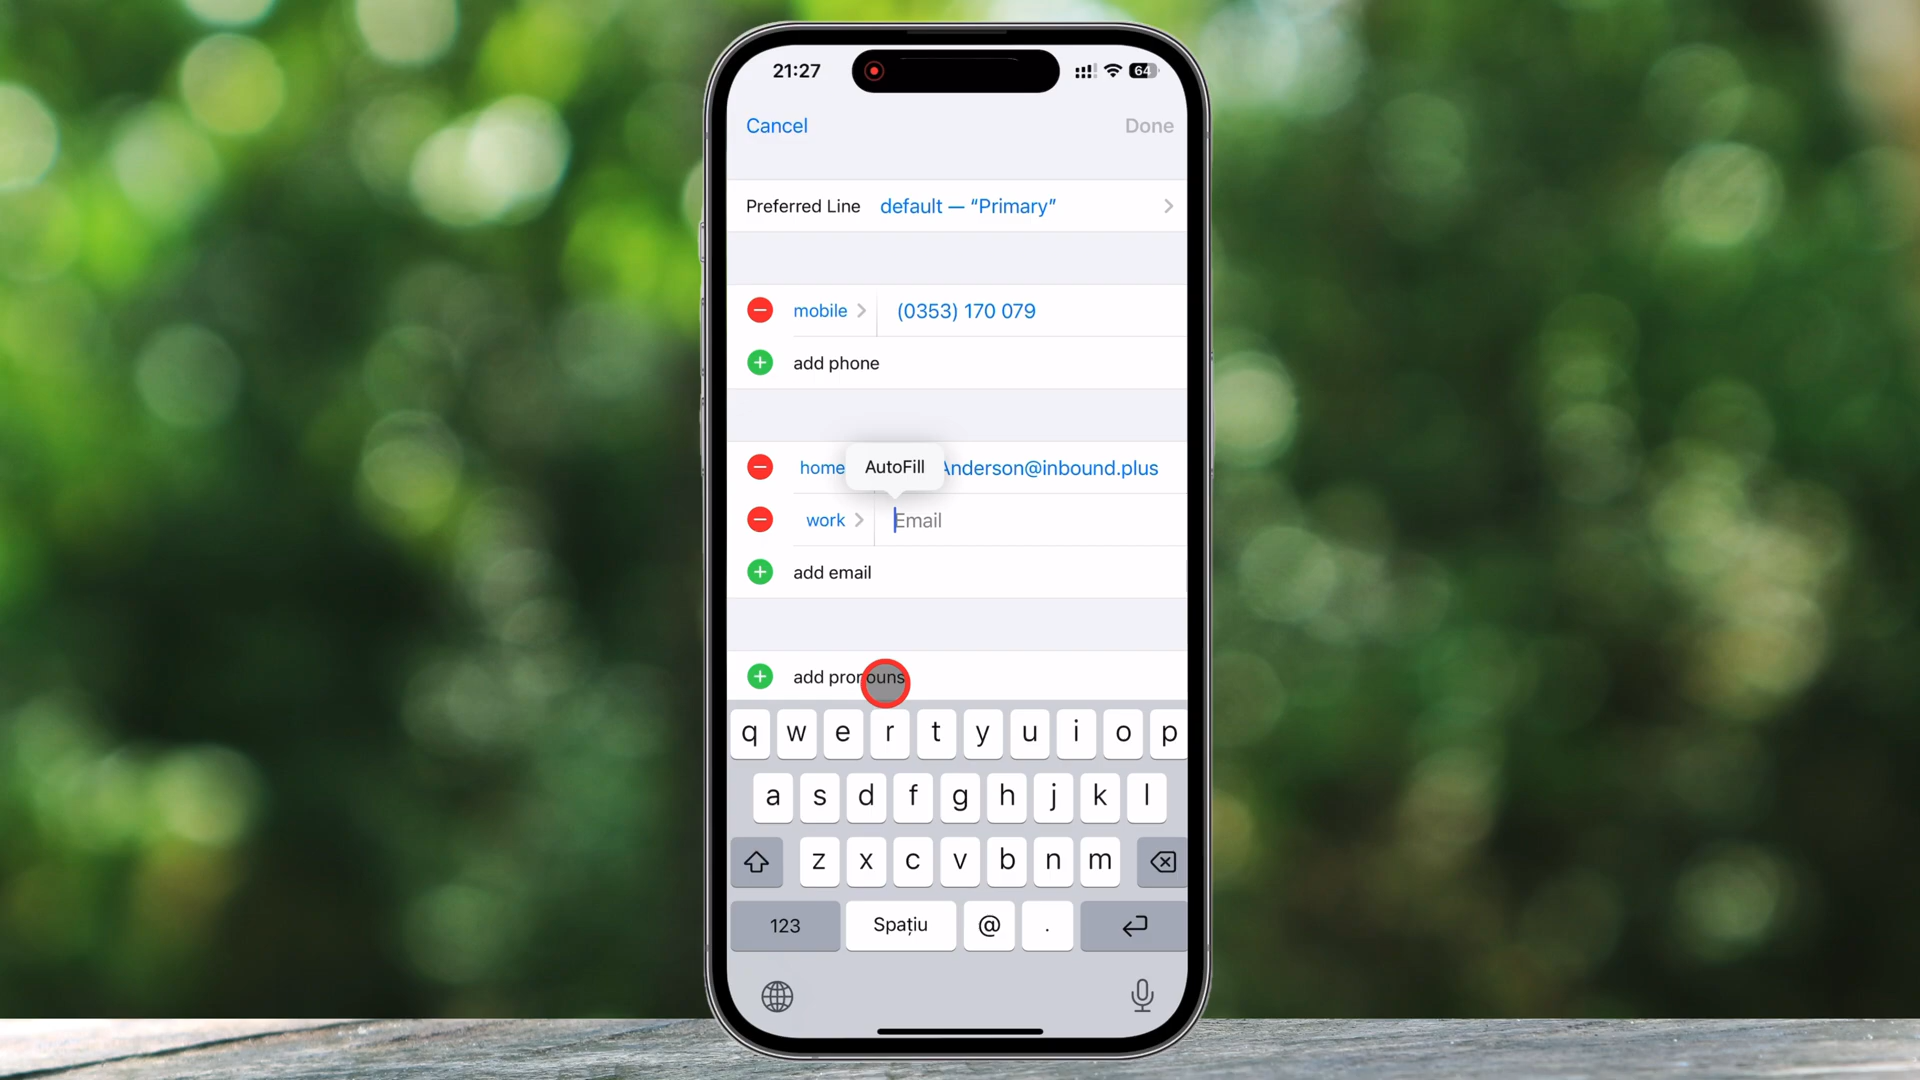 21:27 64
Cancel Done
Preferred Line default — “Primary”
mobile (0353) 170 079
add phone
home Anderson@inbound.plus
AutoFill
work Email
add email
add pronouns
q w e r t y u i o p
a s d f g h j k l
z x c v b n m
123 Spațiu @ .